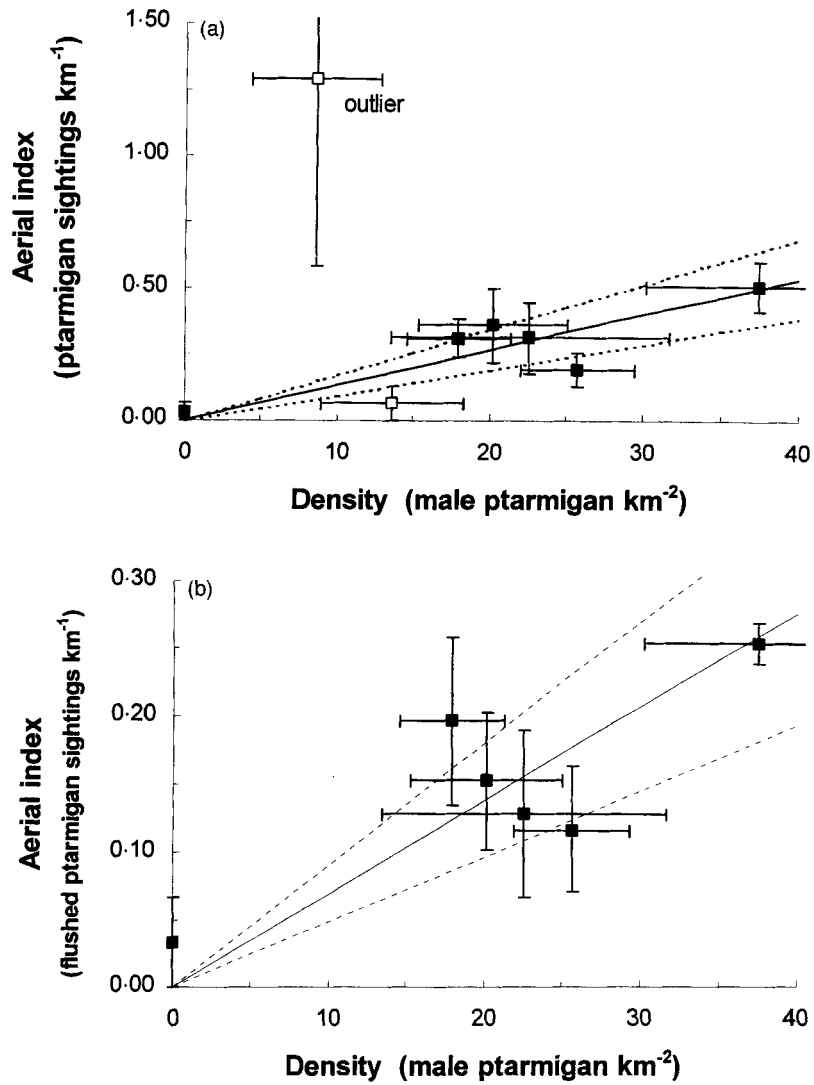 (a)
1·50
1·00
0·50
0·00
outlier
0
10
20
30
40
Aerial index
(ptarmigan sightings km⁻¹)
Density (male ptarmigan km⁻²)
(b)
0·30
0·20
0·10
0·00
0
10
20
30
40
Aerial index
(flushed ptarmigan sightings km⁻¹)
Density (male ptarmigan km⁻²)